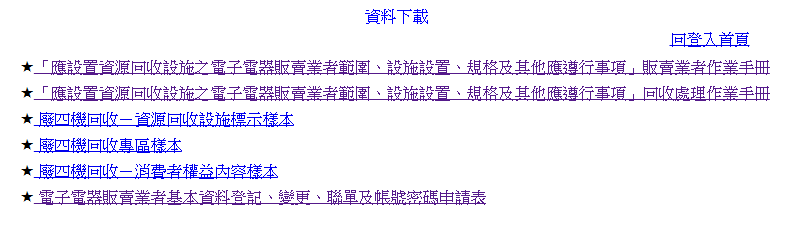 資料下載
回登入首頁
★「應設置資源回收設施之電子電器販賣業者範圍、設施設置、規格及其他應遵行事項」販賣業者作業手冊
★「應設置資源回收設施之電子電器販賣業者範圍、設施設置、規格及其他應遵行事項」回收處理作業手冊
★ 廢四機回收－資源回收設施標示樣本
★ 廢四機回收專區樣本
★ 廢四機回收－消費者權益內容樣本
★ 電子電器販賣業者基本資料登記、變更、聯單及帳號密碼申請表